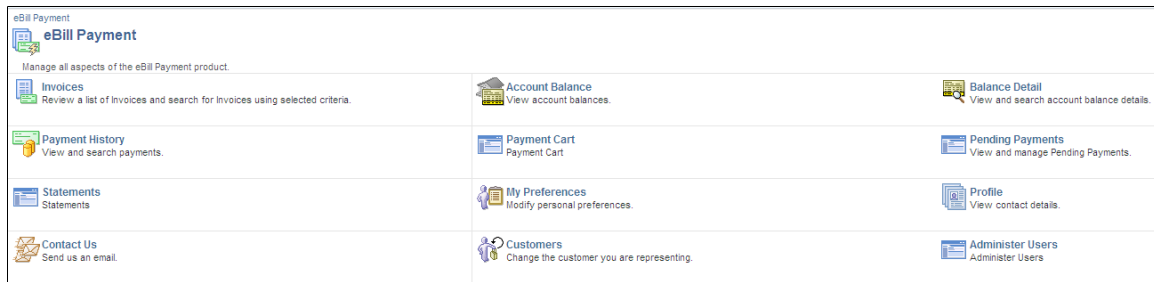 eBill Payment
eBill Payment
Manage all aspects of the eBill Payment product.
Invoices
Review a list of Invoices and search for Invoices using selected criteria.
Account Balance
View account balances.
Balance Detail
View and search account balance details.
Payment History
View and search payments.
Payment Cart
Payment Cart
Pending Payments
View and manage Pending Payments.
Statements
Statements
My Preferences
Modify personal preferences.
Profile
View contact details.
Contact Us
Send us an email.
Customers
Change the customer you are representing.
Administer Users
Administer Users